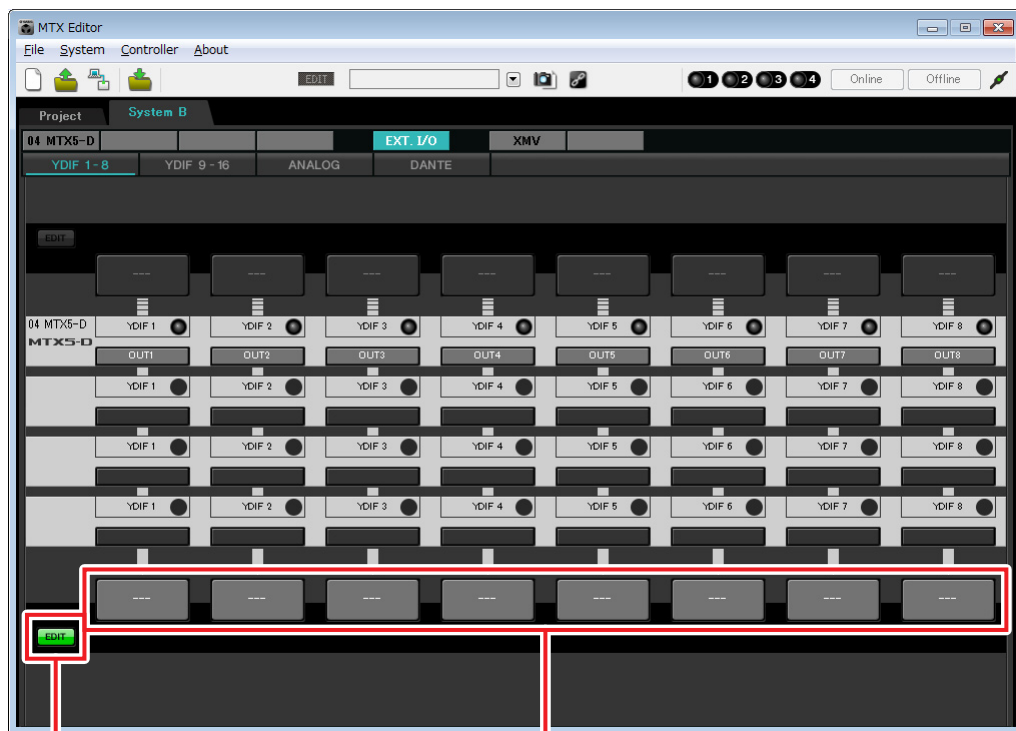 MTX Editor
File System Controller About
EDIT 1 2 3 4 Online Offline
Project System B
04 MTX5-D EXT. I/O XMV
YDIF 1-8 YDIF 9-16 ANALOG DANTE
EDIT
--- --- --- --- --- --- --- ---
04 MTX5-D YDIF 1 YDIF 2 YDIF 3 YDIF 4 YDIF 5 YDIF 6 YDIF 7 YDIF 8
MTX5-D
OUT1 OUT2 OUT3 OUT4 OUT5 OUT6 OUT7 OUT8
YDIF 1 YDIF 2 YDIF 3 YDIF 4 YDIF 5 YDIF 6 YDIF 7 YDIF 8
YDIF 1 YDIF 2 YDIF 3 YDIF 4 YDIF 5 YDIF 6 YDIF 7 YDIF 8
YDIF 1 YDIF 2 YDIF 3 YDIF 4 YDIF 5 YDIF 6 YDIF 7 YDIF 8
--- --- --- --- --- --- --- ---
EDIT